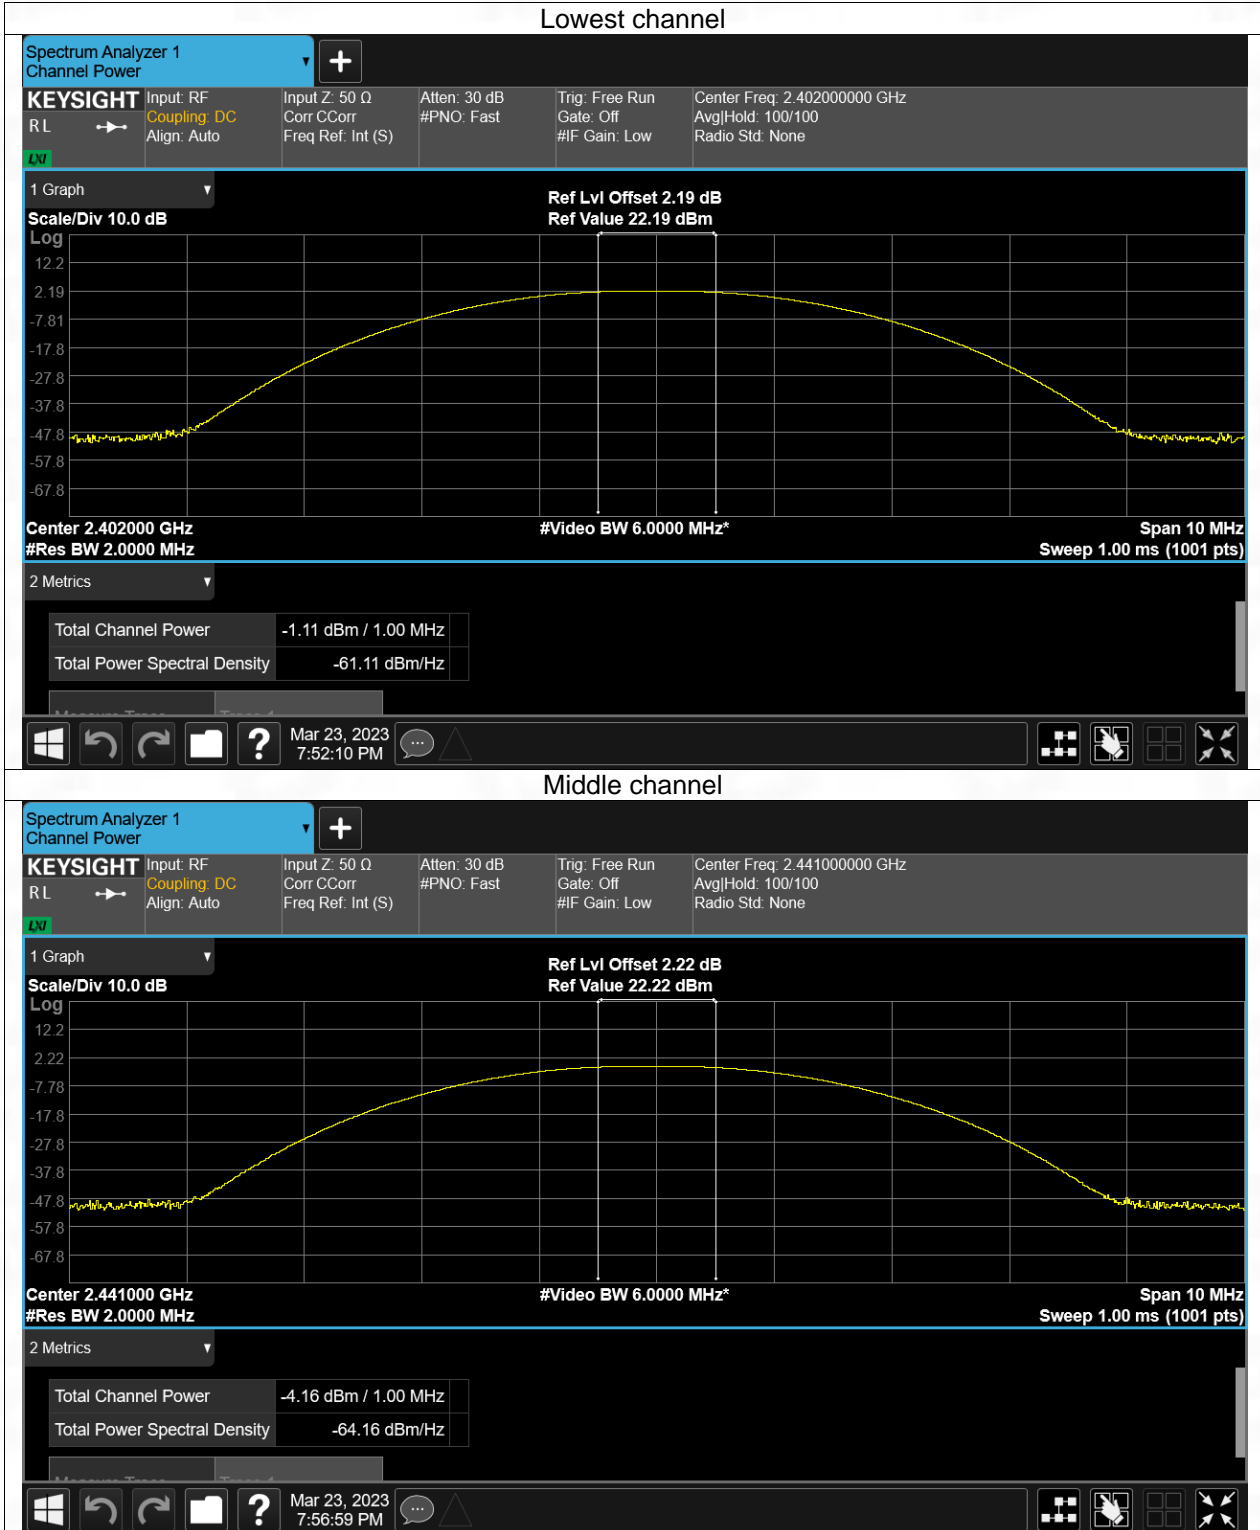 Lowest channel
Spectrum Analyzer 1
Channel Power
KEYSIGHT
R L
LXI
Input: RF
Coupling: DC
Align: Auto
Input Z: 50 Ω
Corr CCorr
Freq Ref: Int (S)
Atten: 30 dB
#PNO: Fast
Trig: Free Run
Gate: Off
#IF Gain: Low
Center Freq: 2.402000000 GHz
Avg|Hold: 100/100
Radio Std: None
1 Graph
Scale/Div 10.0 dB
Ref Lvl Offset 2.19 dB
Ref Value 22.19 dBm
Log
12.2
2.19
-7.81
-17.8
-27.8
-37.8
-47.8
-57.8
-67.8
Center 2.402000 GHz
#Res BW 2.0000 MHz
#Video BW 6.0000 MHz*
Span 10 MHz
Sweep 1.00 ms (1001 pts)
2 Metrics
Total Channel Power -1.11 dBm / 1.00 MHz
Total Power Spectral Density -61.11 dBm/Hz
Mar 23, 2023
7:52:10 PM
Middle channel
Spectrum Analyzer 1
Channel Power
KEYSIGHT
R L
LXI
Input: RF
Coupling: DC
Align: Auto
Input Z: 50 Ω
Corr CCorr
Freq Ref: Int (S)
Atten: 30 dB
#PNO: Fast
Trig: Free Run
Gate: Off
#IF Gain: Low
Center Freq: 2.441000000 GHz
Avg|Hold: 100/100
Radio Std: None
1 Graph
Scale/Div 10.0 dB
Ref Lvl Offset 2.22 dB
Ref Value 22.22 dBm
Log
12.2
2.22
-7.78
-17.8
-27.8
-37.8
-47.8
-57.8
-67.8
Center 2.441000 GHz
#Res BW 2.0000 MHz
#Video BW 6.0000 MHz*
Span 10 MHz
Sweep 1.00 ms (1001 pts)
2 Metrics
Total Channel Power -4.16 dBm / 1.00 MHz
Total Power Spectral Density -64.16 dBm/Hz
Mar 23, 2023
7:56:59 PM